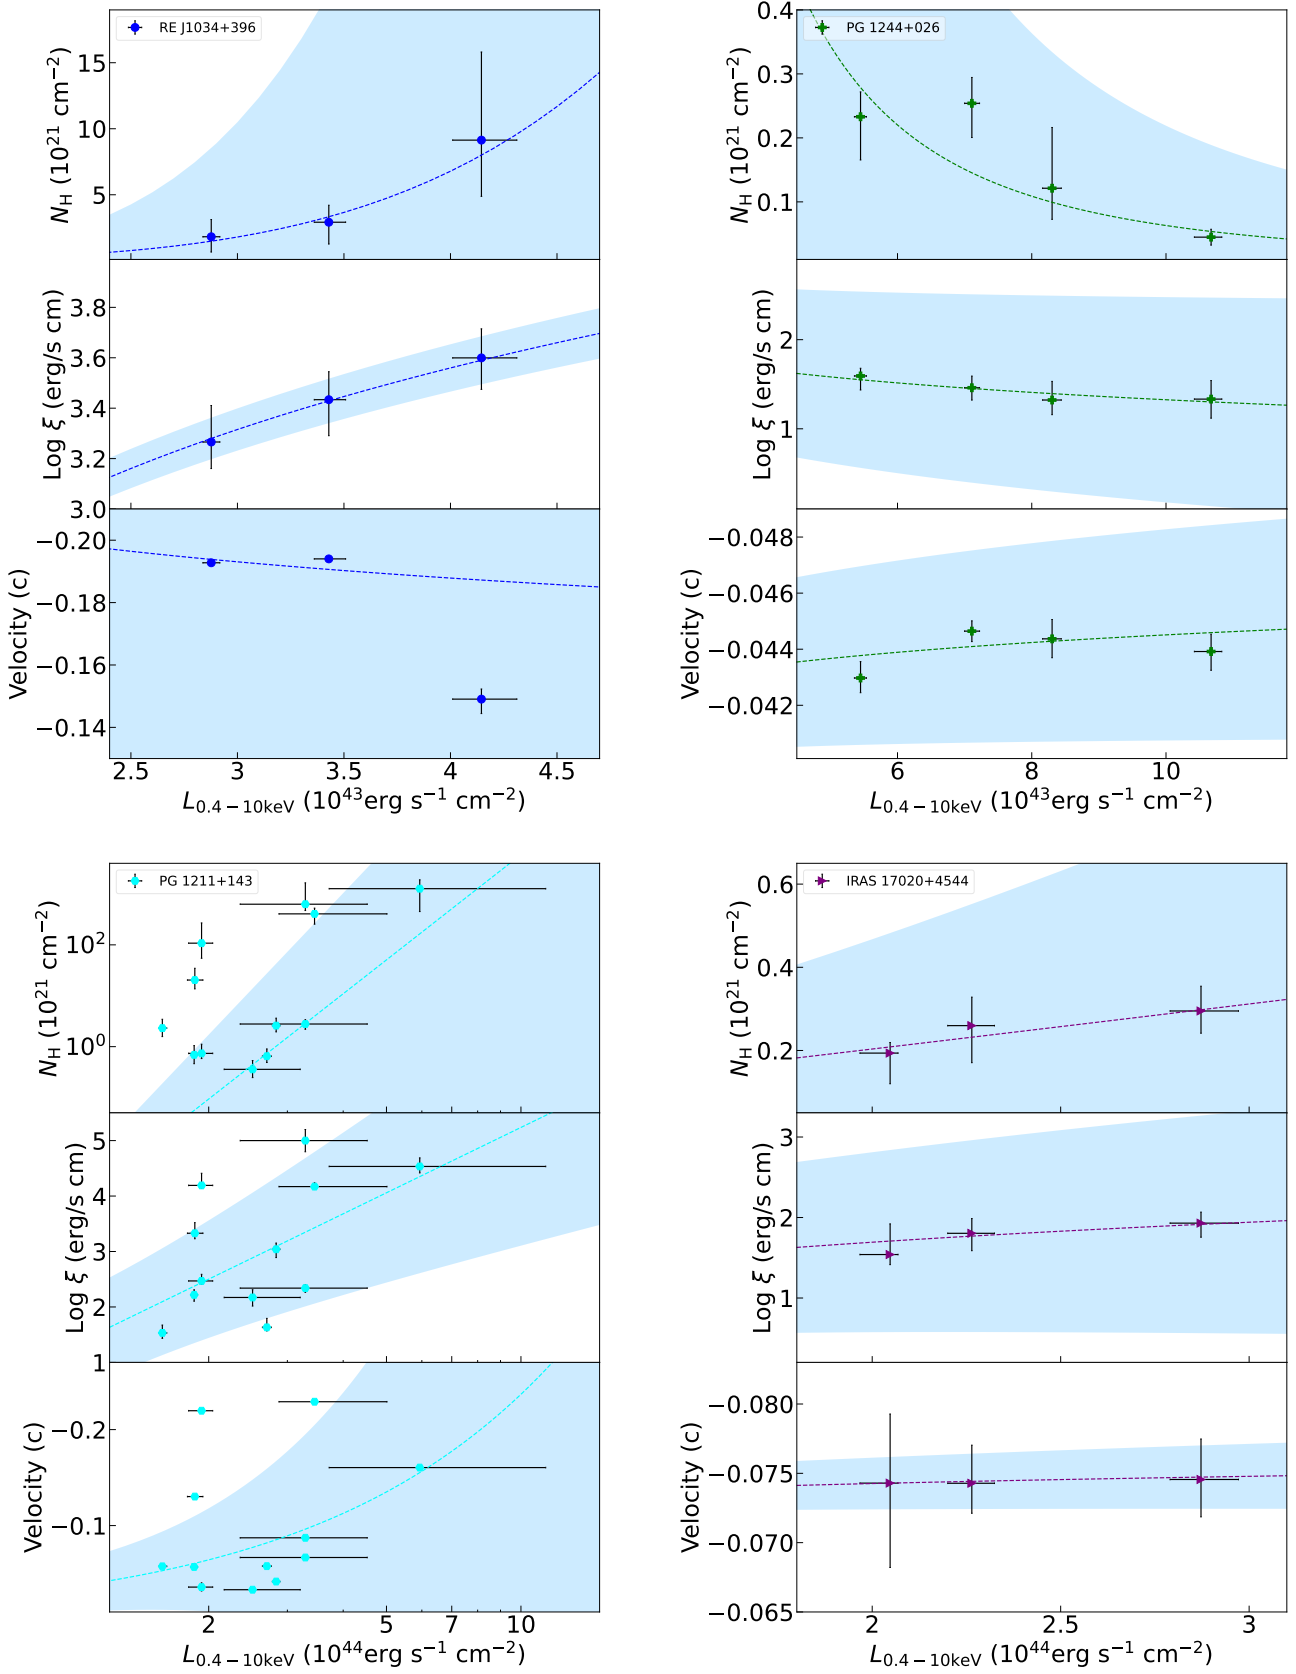 RE J1034+396
N_H (10^21 cm^−2)
15
10
5
Log ξ (erg/s cm)
3.8
3.6
3.4
3.2
3.0
Velocity (c)
−0.20
−0.18
−0.16
−0.14
2.5 3 3.5 4 4.5
L_0.4−10keV (10^43erg s^−1 cm^−2)
PG 1244+026
N_H (10^21 cm^−2)
0.4
0.3
0.2
0.1
Log ξ (erg/s cm)
2
1
Velocity (c)
−0.048
−0.046
−0.044
−0.042
6 8 10
L_0.4−10keV (10^43erg s^−1 cm^−2)
PG 1211+143
N_H (10^21 cm^−2)
10^2
10^0
Log ξ (erg/s cm)
5
4
3
2
1
Velocity (c)
−0.2
−0.1
2 5 7 10
L_0.4−10keV (10^44erg s^−1 cm^−2)
IRAS 17020+4544
N_H (10^21 cm^−2)
0.6
0.4
0.2
Log ξ (erg/s cm)
3
2
1
Velocity (c)
−0.080
−0.075
−0.070
−0.065
2 2.5 3
L_0.4−10keV (10^44erg s^−1 cm^−2)